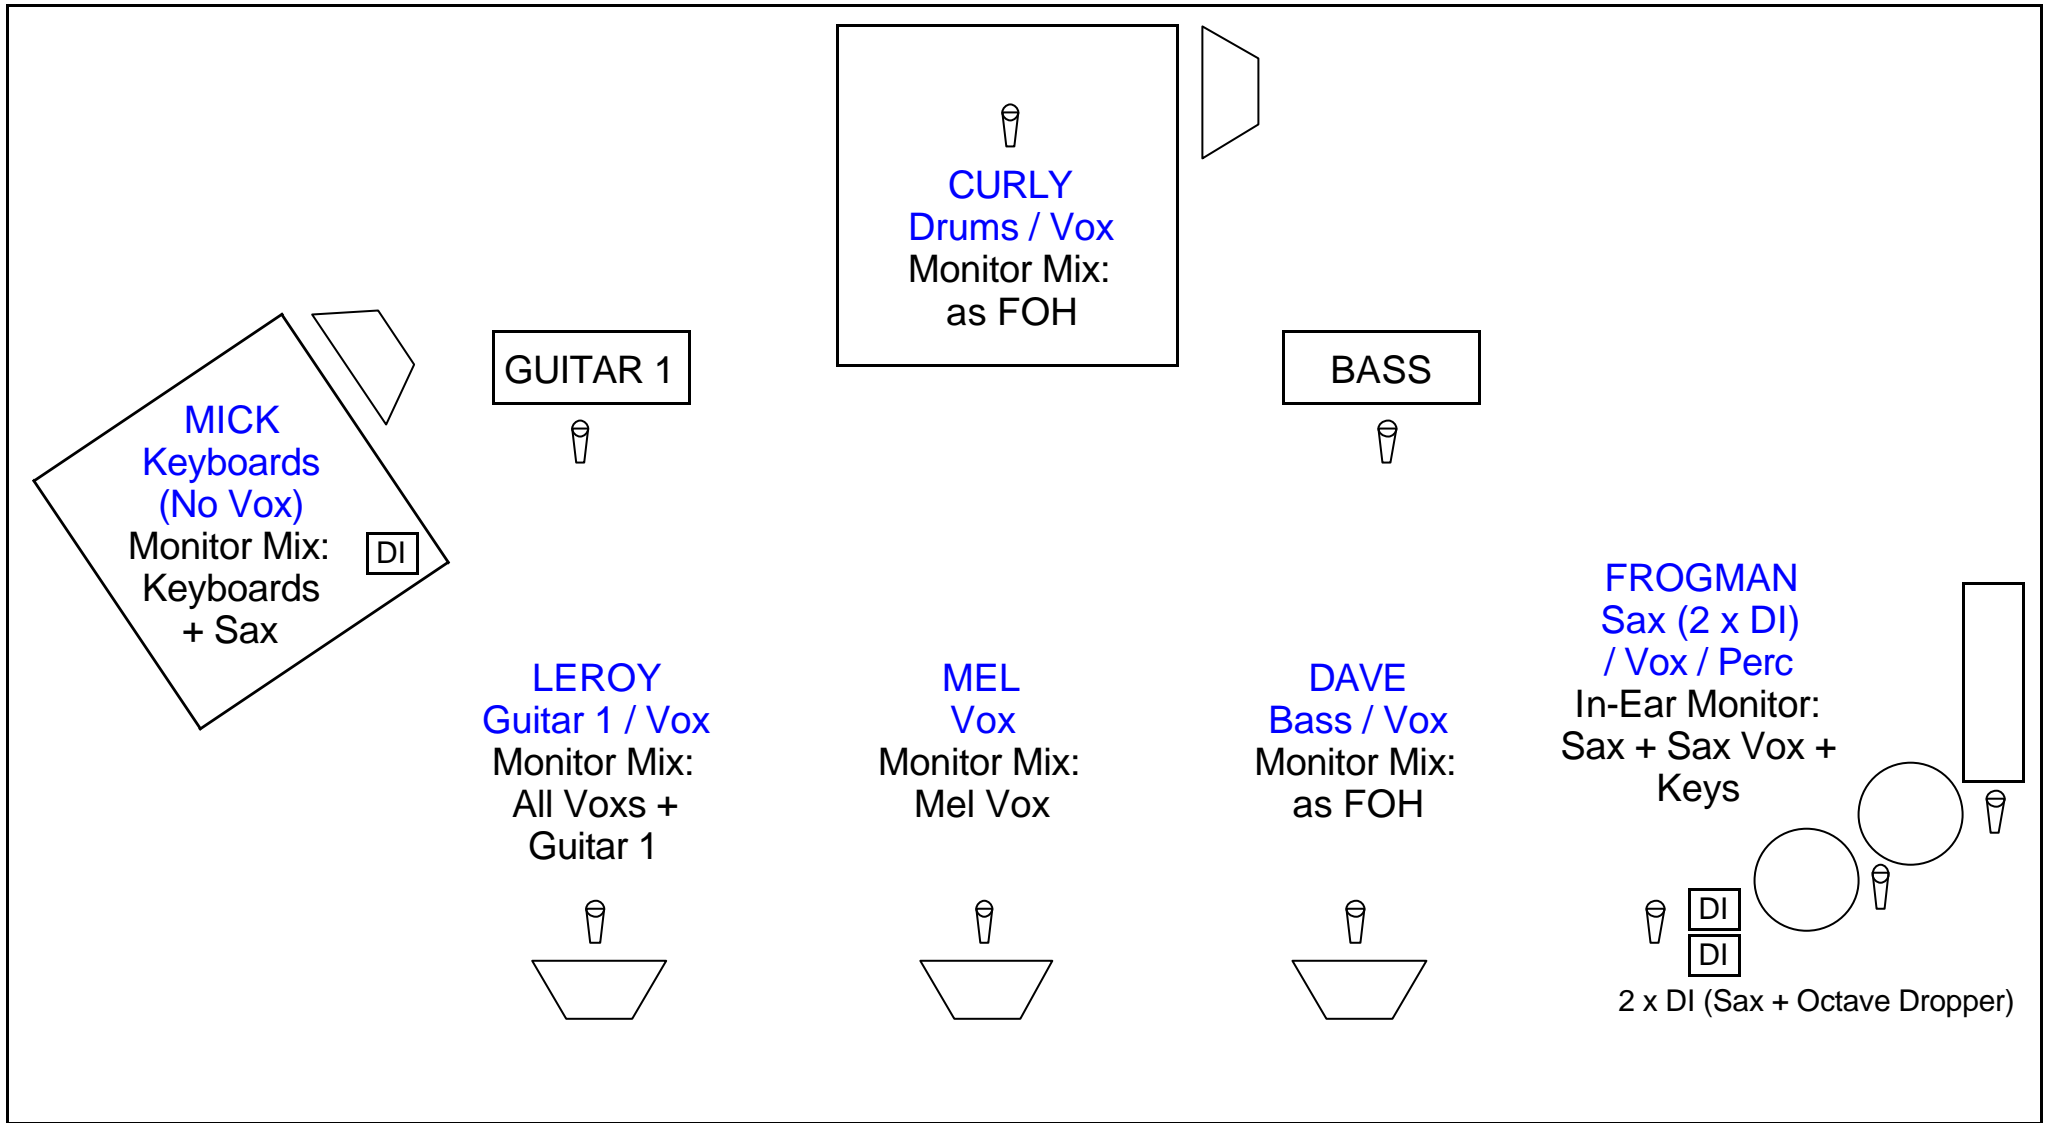 CURLY
Drums / Vox
Monitor Mix:
as FOH
GUITAR 1
BASS
MICK
Keyboards
(No Vox)
Monitor Mix:
Keyboards
+ Sax
DI
LEROY
Guitar 1 / Vox
Monitor Mix:
All Voxs +
Guitar 1
MEL
Vox
Monitor Mix:
Mel Vox
DAVE
Bass / Vox
Monitor Mix:
as FOH
FROGMAN
Sax (2 x DI)
/ Vox / Perc
In-Ear Monitor:
Sax + Sax Vox +
Keys
DI
DI
2 x DI (Sax + Octave Dropper)